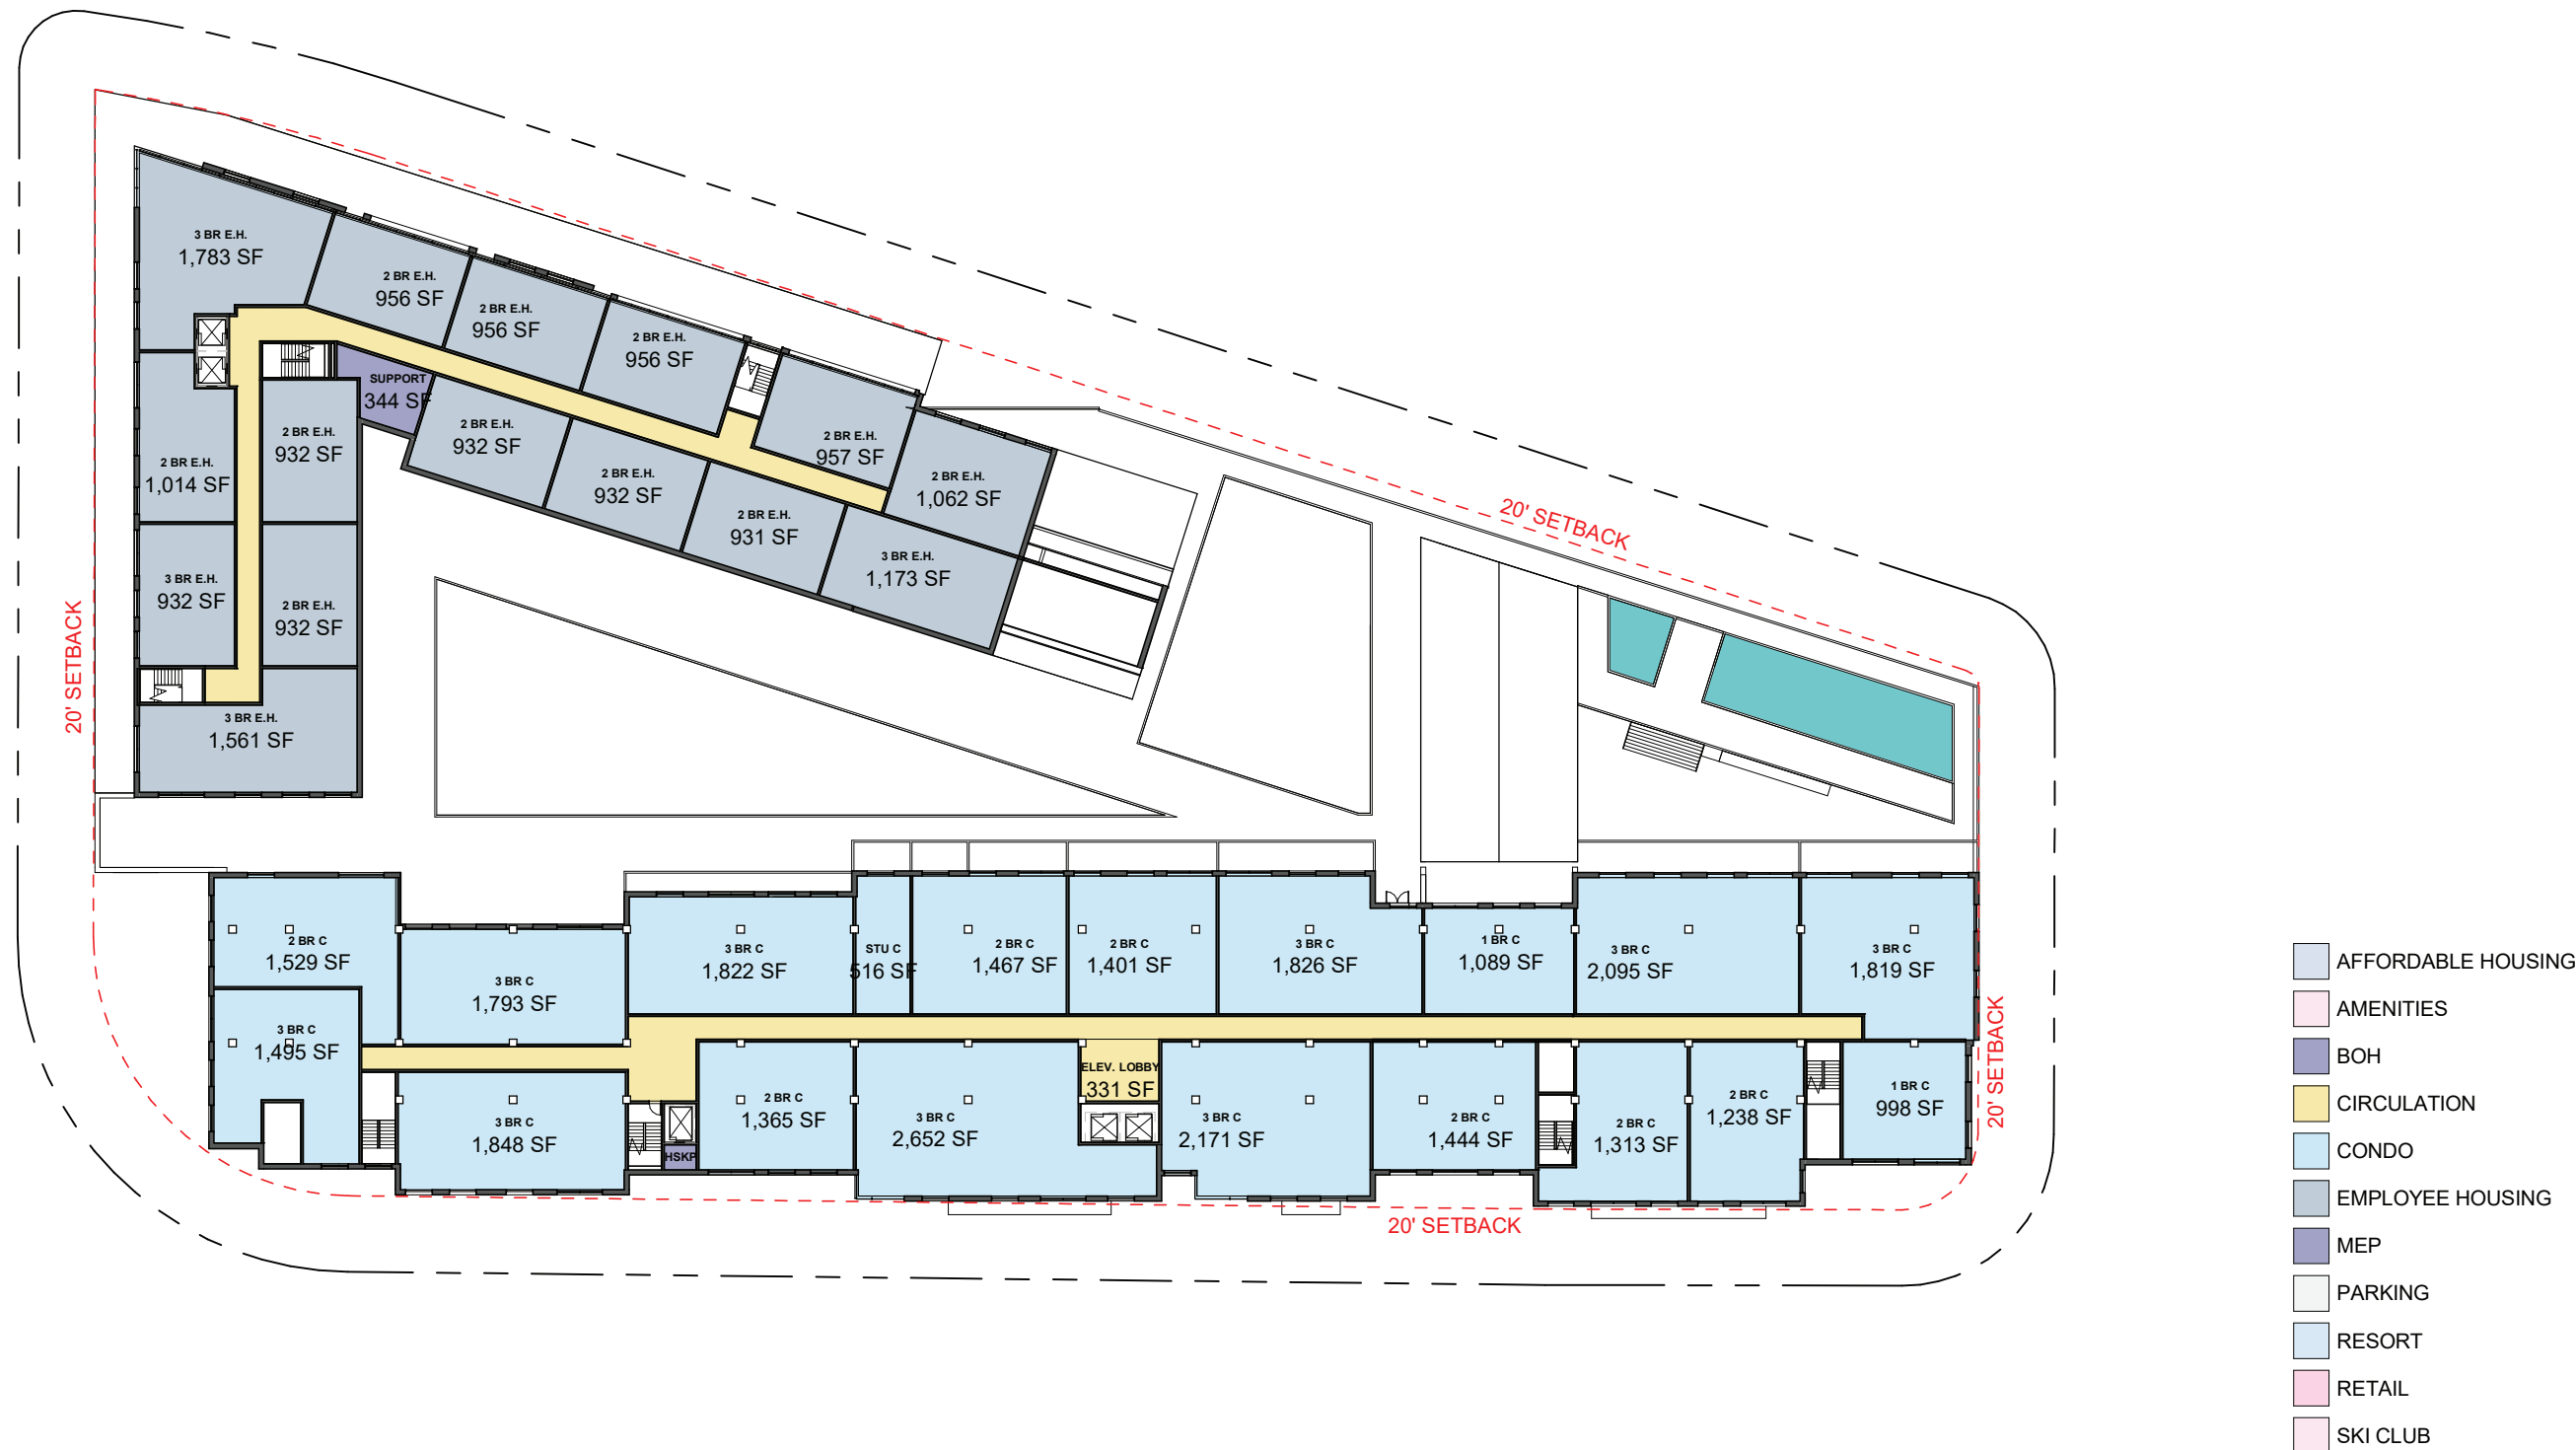 3 BR E.H.
1,783 SF
2 BR E.H.
956 SF
2 BR E.H.
956 SF
2 BR E.H.
956 SF
SUPPORT
344 SF
2 BR E.H.
932 SF
2 BR E.H.
932 SF
2 BR E.H.
957 SF
2 BR E.H.
1,014 SF
2 BR E.H.
932 SF
2 BR E.H.
1,062 SF
2 BR E.H.
931 SF
3 BR E.H.
1,173 SF
3 BR E.H.
932 SF
2 BR E.H.
932 SF
3 BR E.H.
1,561 SF
20' SETBACK
20' SETBACK
2 BR C
1,529 SF
3 BR C
1,793 SF
3 BR C
1,822 SF
STU C
516 SF
2 BR C
1,467 SF
2 BR C
1,401 SF
3 BR C
1,826 SF
1 BR C
1,089 SF
3 BR C
2,095 SF
3 BR C
1,819 SF
3 BR C
1,495 SF
3 BR C
1,848 SF
HSKP
2 BR C
1,365 SF
3 BR C
2,652 SF
ELEV. LOBBY
331 SF
3 BR C
2,171 SF
2 BR C
1,444 SF
2 BR C
1,313 SF
2 BR C
1,238 SF
1 BR C
998 SF
20' SETBACK
20' SETBACK
AFFORDABLE HOUSING
AMENITIES
BOH
CIRCULATION
CONDO
EMPLOYEE HOUSING
MEP
PARKING
RESORT
RETAIL
SKI CLUB